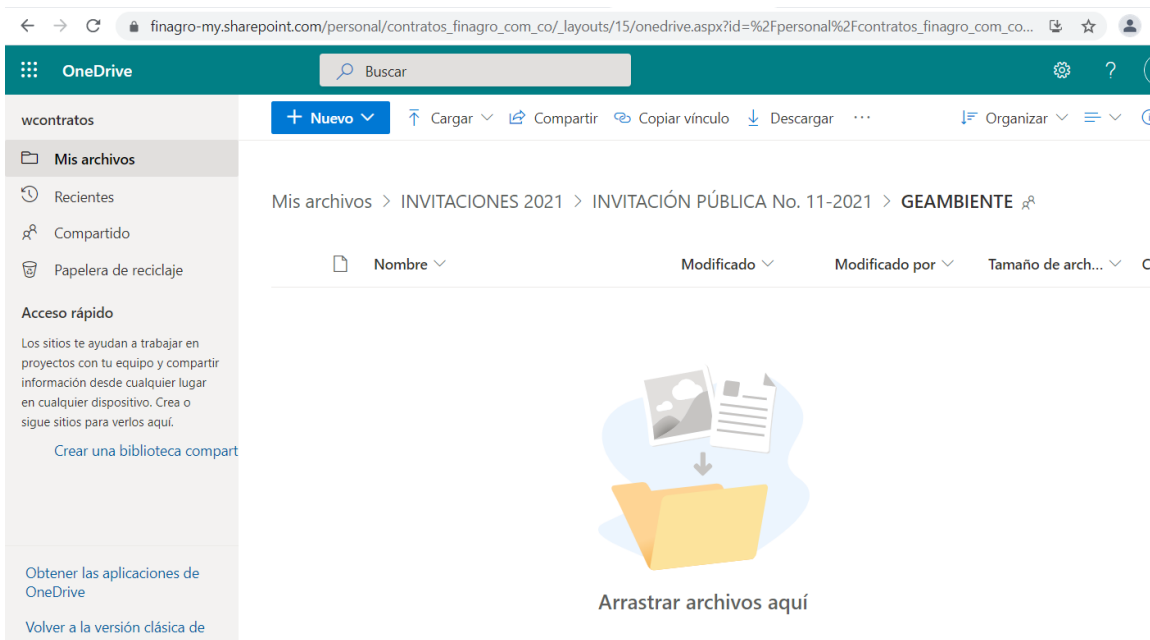 finagro-my.sharepoint.com/personal/contratos_finagro_com_co/_layouts/15/onedrive.aspx?id=%2Fpersonal%2Fcontratos_finagro_com_co...
OneDrive
Buscar
?
wcontratos
+ Nuevo Cargar Compartir Copiar vínculo Descargar ... Organizar
Mis archivos
Recientes
Mis archivos > INVITACIONES 2021 > INVITACIÓN PÚBLICA No. 11-2021 > GEAMBIENTE
Compartido
Papelera de reciclaje
Nombre Modificado Modificado por Tamaño de arch... C
Acceso rápido
Los sitios te ayudan a trabajar en
proyectos con tu equipo y compartir
información desde cualquier lugar
en cualquier dispositivo. Crea o
sigue sitios para verlos aquí.
Crear una biblioteca compart
Arrastrar archivos aquí
Obtener las aplicaciones de
OneDrive
Volver a la versión clásica de